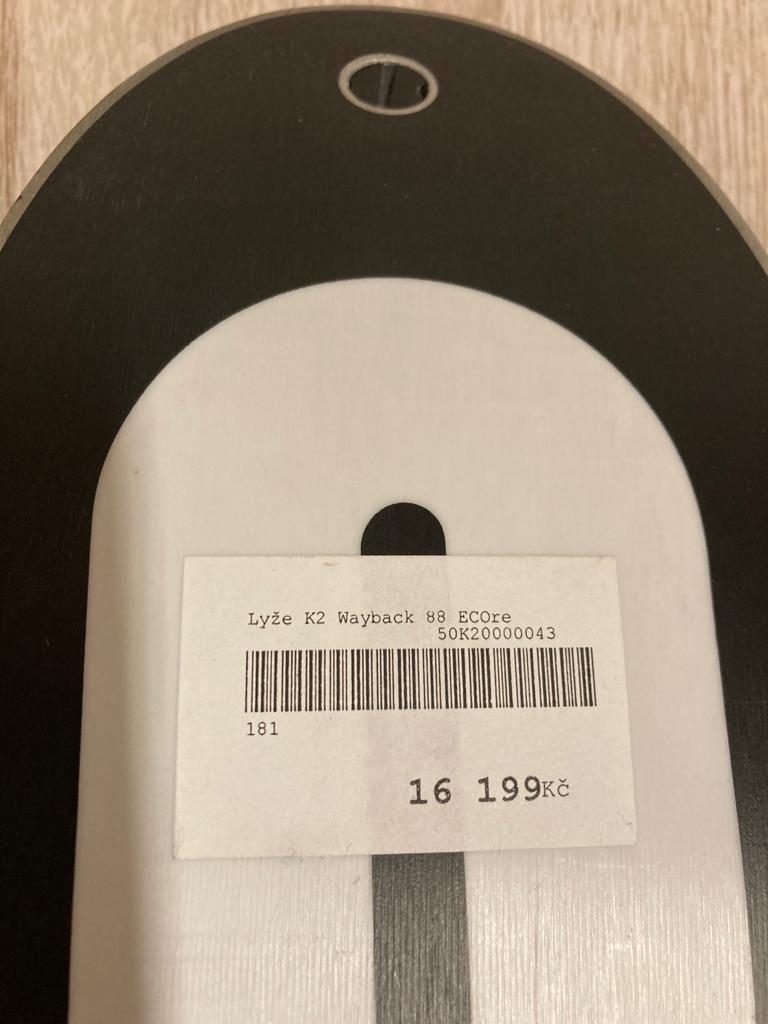 Lyže K2 Wayback 88 ECOre
50K20000043
181
16 199Kč